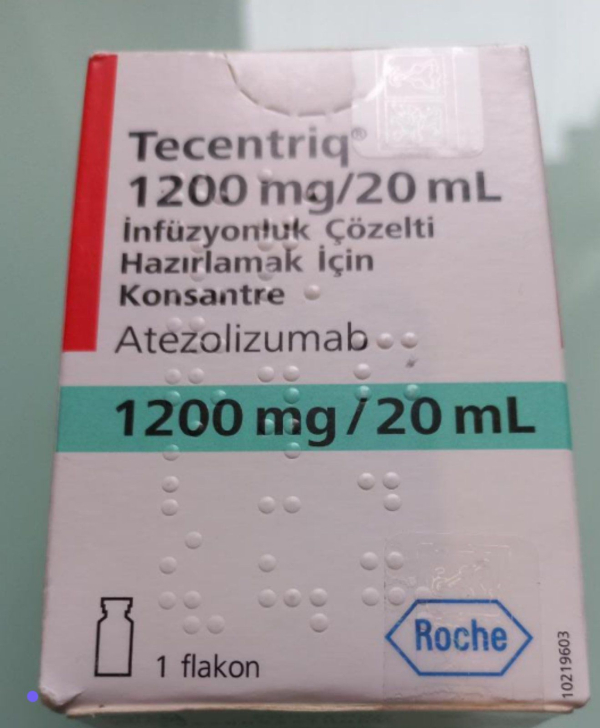 Tecentriq®
1200 mg/20 mL
İnfüzyonluk Çözelti
Hazırlamak İçin
Konsantre
Atezolizumab
1200 mg/20 mL
1 flakon
Roche
10219603